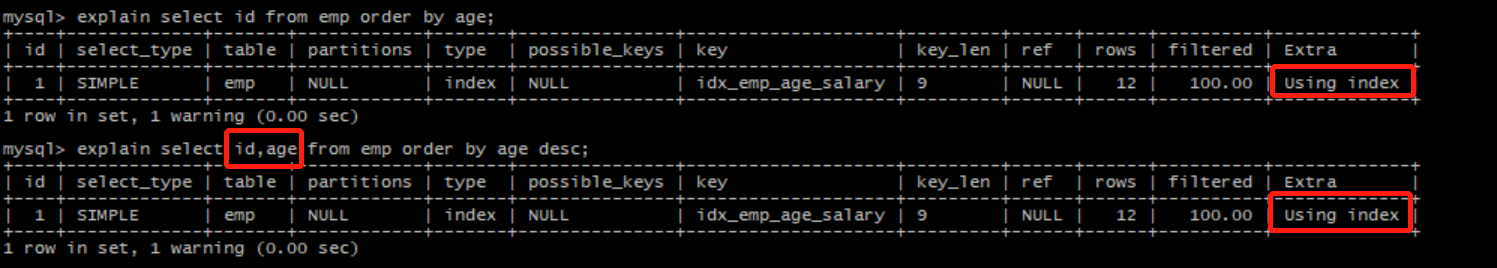 mysql> explain select id from emp order by age;
+----+-------------+-------+------------+-------+---------------+--------------------+---------+------+------+----------+-------------+
| id | select_type | table | partitions | type | possible_keys | key | key_len | ref | rows | filtered | Extra |
+----+-------------+-------+------------+-------+---------------+--------------------+---------+------+------+----------+-------------+
| 1 | SIMPLE | emp | NULL | index | NULL | idx_emp_age_salary | 9 | NULL | 12 | 100.00 | Using index |
+----+-------------+-------+------------+-------+---------------+--------------------+---------+------+------+----------+-------------+
1 row in set, 1 warning (0.00 sec)
mysql> explain select id,age from emp order by age desc;
+----+-------------+-------+------------+-------+---------------+--------------------+---------+------+------+----------+-------------+
| id | select_type | table | partitions | type | possible_keys | key | key_len | ref | rows | filtered | Extra |
+----+-------------+-------+------------+-------+---------------+--------------------+---------+------+------+----------+-------------+
| 1 | SIMPLE | emp | NULL | index | NULL | idx_emp_age_salary | 9 | NULL | 12 | 100.00 | Using index |
+----+-------------+-------+------------+-------+---------------+--------------------+---------+------+------+----------+-------------+
1 row in set, 1 warning (0.00 sec)